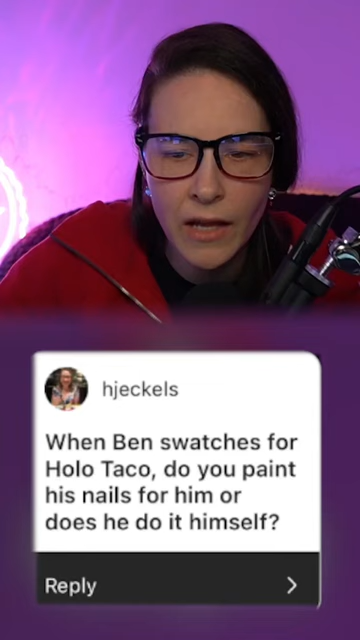 hjeckels
When Ben swatches for
Holo Taco, do you paint
his nails for him or
does he do it himself?
Reply